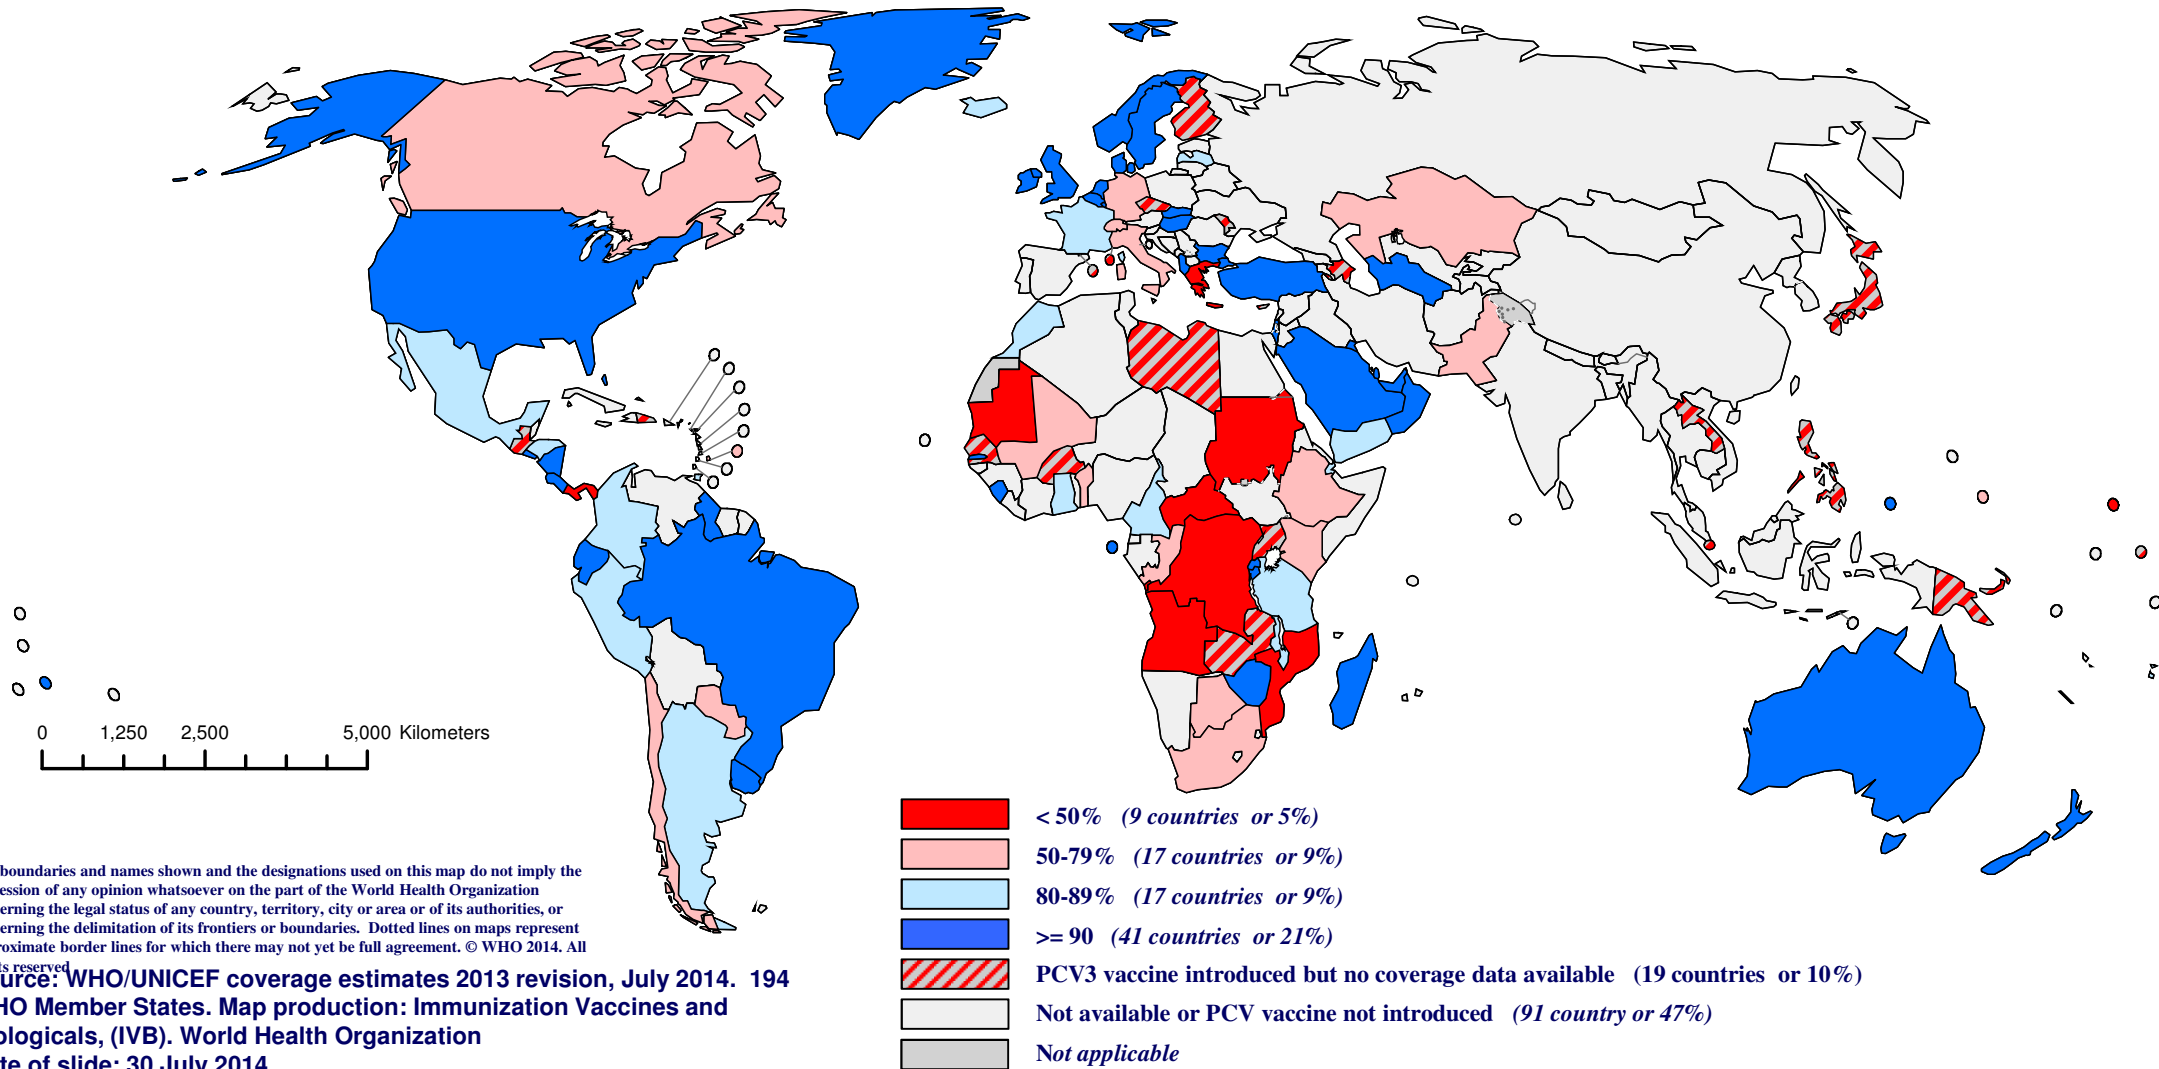 0 1,250 2,500 5,000 Kilometers
boundaries and names shown and the designations used on this map do not imply the
ession of any opinion whatsoever on the part of the World Health Organization
erning the legal status of any country, territory, city or area or of its authorities, or
erning the delimitation of its frontiers or boundaries. Dotted lines on maps represent
roximate border lines for which there may not yet be full agreement. © WHO 2014. All
ts reserved
urce: WHO/UNICEF coverage estimates 2013 revision, July 2014. 194
HO Member States. Map production: Immunization Vaccines and
ologicals, (IVB). World Health Organization
te of slide: 30 July 2014
< 50% (9 countries or 5%)
50-79% (17 countries or 9%)
80-89% (17 countries or 9%)
>= 90 (41 countries or 21%)
PCV3 vaccine introduced but no coverage data available (19 countries or 10%)
Not available or PCV vaccine not introduced (91 country or 47%)
Not applicable